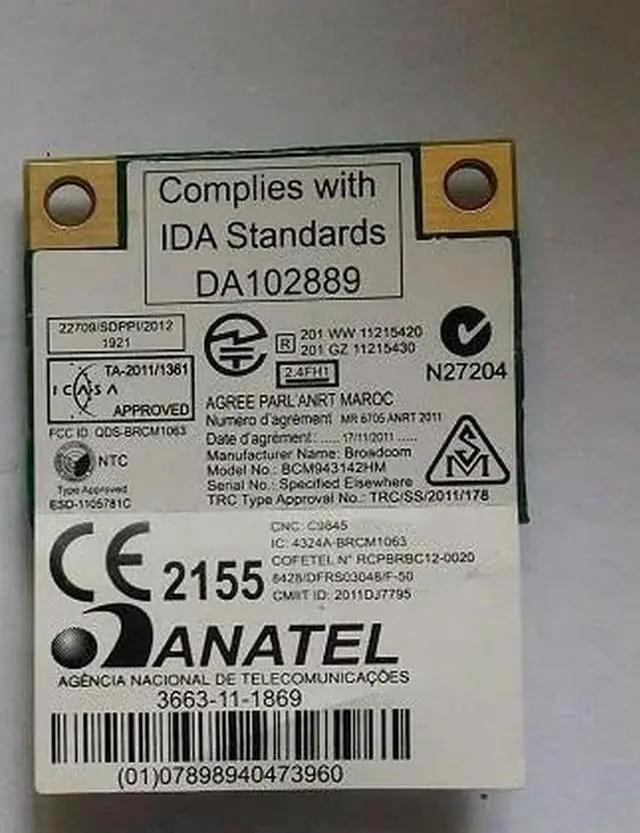 Complies with
IDA Standards
DA102889
22709/SDPPI/2012
1921
ICASA
TA-2011/1361
APPROVED
FCC ID: QDS-BRCM1063
NTC
Type Approved
ESD-1105781C
R 201 WW 11215420
201 GZ 11215430
2.4FH1
N27204
AGREE PARL'ANRT MAROC
Numero d'agrément MR 6705 ANRT 2011
Date d'agrément: ..... 17/11/2011 .....
Manufacturer Name: Broadcom
Model No.: BCM943142HM
Serial No.: Specified Elsewhere
TRC Type Approval No.: TRC/SS/2011/178
SM
CE 2155
CNC: C9845
IC: 4324A-BRCM1063
COFETEL N° RCPBRBC12-0020
8428/DFRS03048/F-50
CMIIT ID: 2011DJ7795
ANATEL
AGÊNCIA NACIONAL DE TELECOMUNICAÇÕES
3663-11-1869
(01)07898940473960